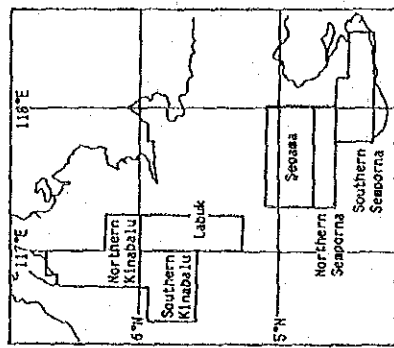 117°E
118°E
6°N
5°N
Northern
Kinabalu
Southern
Kinabalu
Labuk
Segama
Northern
Semporna
Southern
Semporna